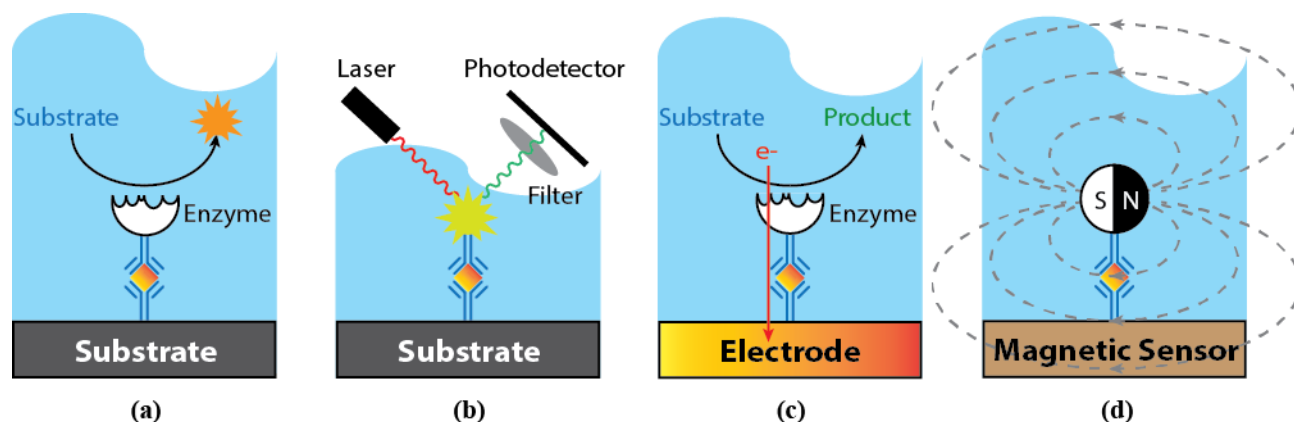 Substrate
Enzyme
Substrate
(a)
Laser
Photodetector
Filter
Substrate
(b)
Substrate
Product
e-
Enzyme
Electrode
(c)
S N
Magnetic Sensor
(d)